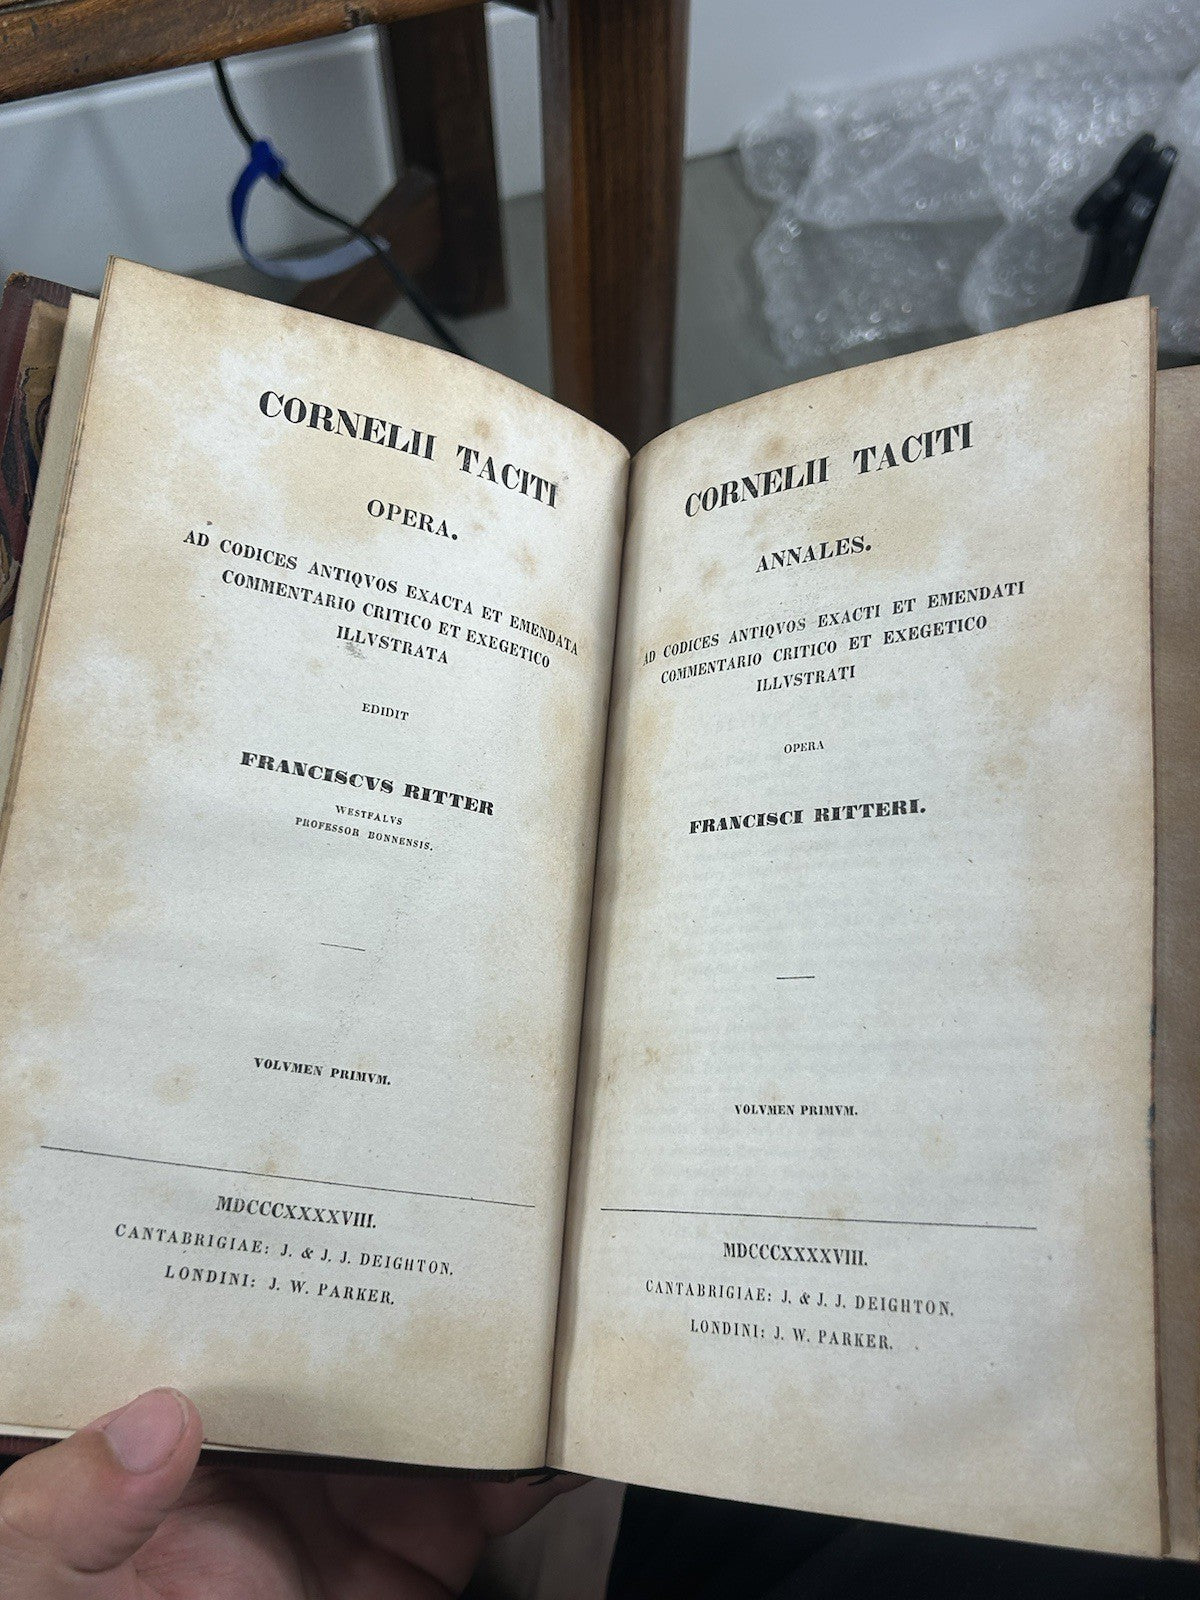 CORNELII TACITI
OPERA.
AD CODICES ANTIQVOS EXACTA ET EMENDATA
COMMENTARIO CRITICO ET EXEGETICO
ILLVSTRATA
EDIDIT
FRANCISCVS RITTER
WESTFALVS
PROFESSOR BONNENSIS.
VOLVMEN PRIMVM.
MDCCCXXXXVIII.
CANTABRIGIAE: J. & J. J. DEIGHTON.
LONDINI: J. W. PARKER.
CORNELII TACITI
ANNALES.
AD CODICES ANTIQVOS EXACTI ET EMENDATI
COMMENTARIO CRITICO ET EXEGETICO
ILLVSTRATI
OPERA
FRANCISCI RITTERI.
VOLVMEN PRIMVM.
MDCCCXXXXVIII.
CANTABRIGIAE: J. & J. J. DEIGHTON.
LONDINI: J. W. PARKER.